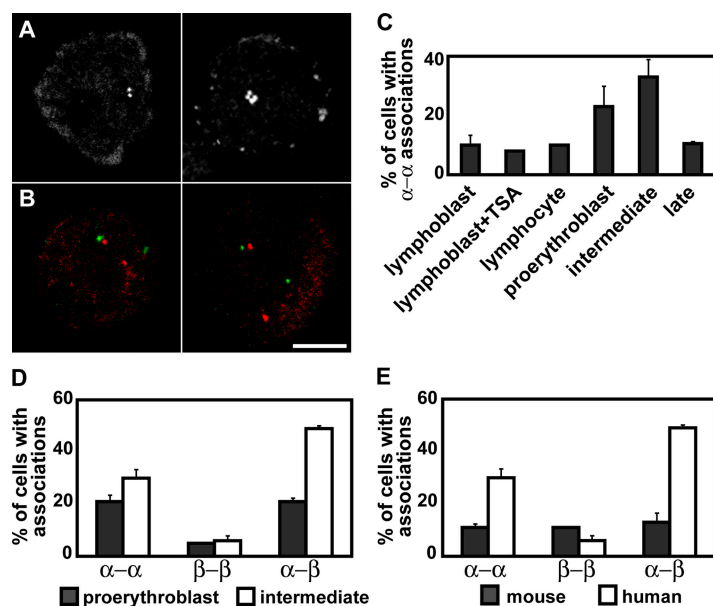 A
B
C
% of cells with
α–α associations
40
20
0
lymphoblast
lymphoblast+TSA
lymphocyte
proerythroblast
intermediate
late
D
% of cells with
associations
60
40
20
0
α–α
β–β
α–β
proerythroblast
intermediate
E
% of cells with
associations
60
40
20
0
α–α
β–β
α–β
mouse
human